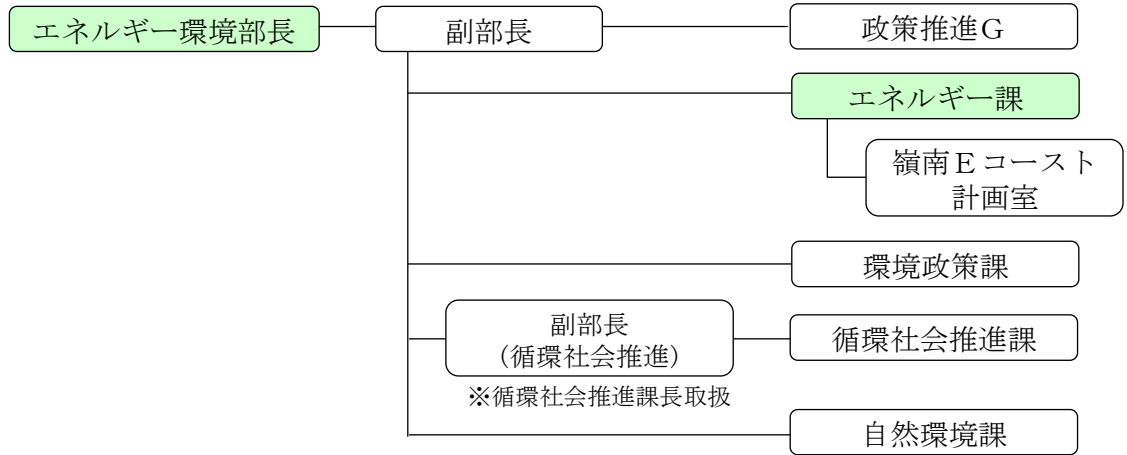 エネルギー環境部長
副部長
政策推進G
エネルギー課
嶺南Eコースト
計画室
環境政策課
副部長
(循環社会推進)
循環社会推進課
※循環社会推進課長取扱
自然環境課